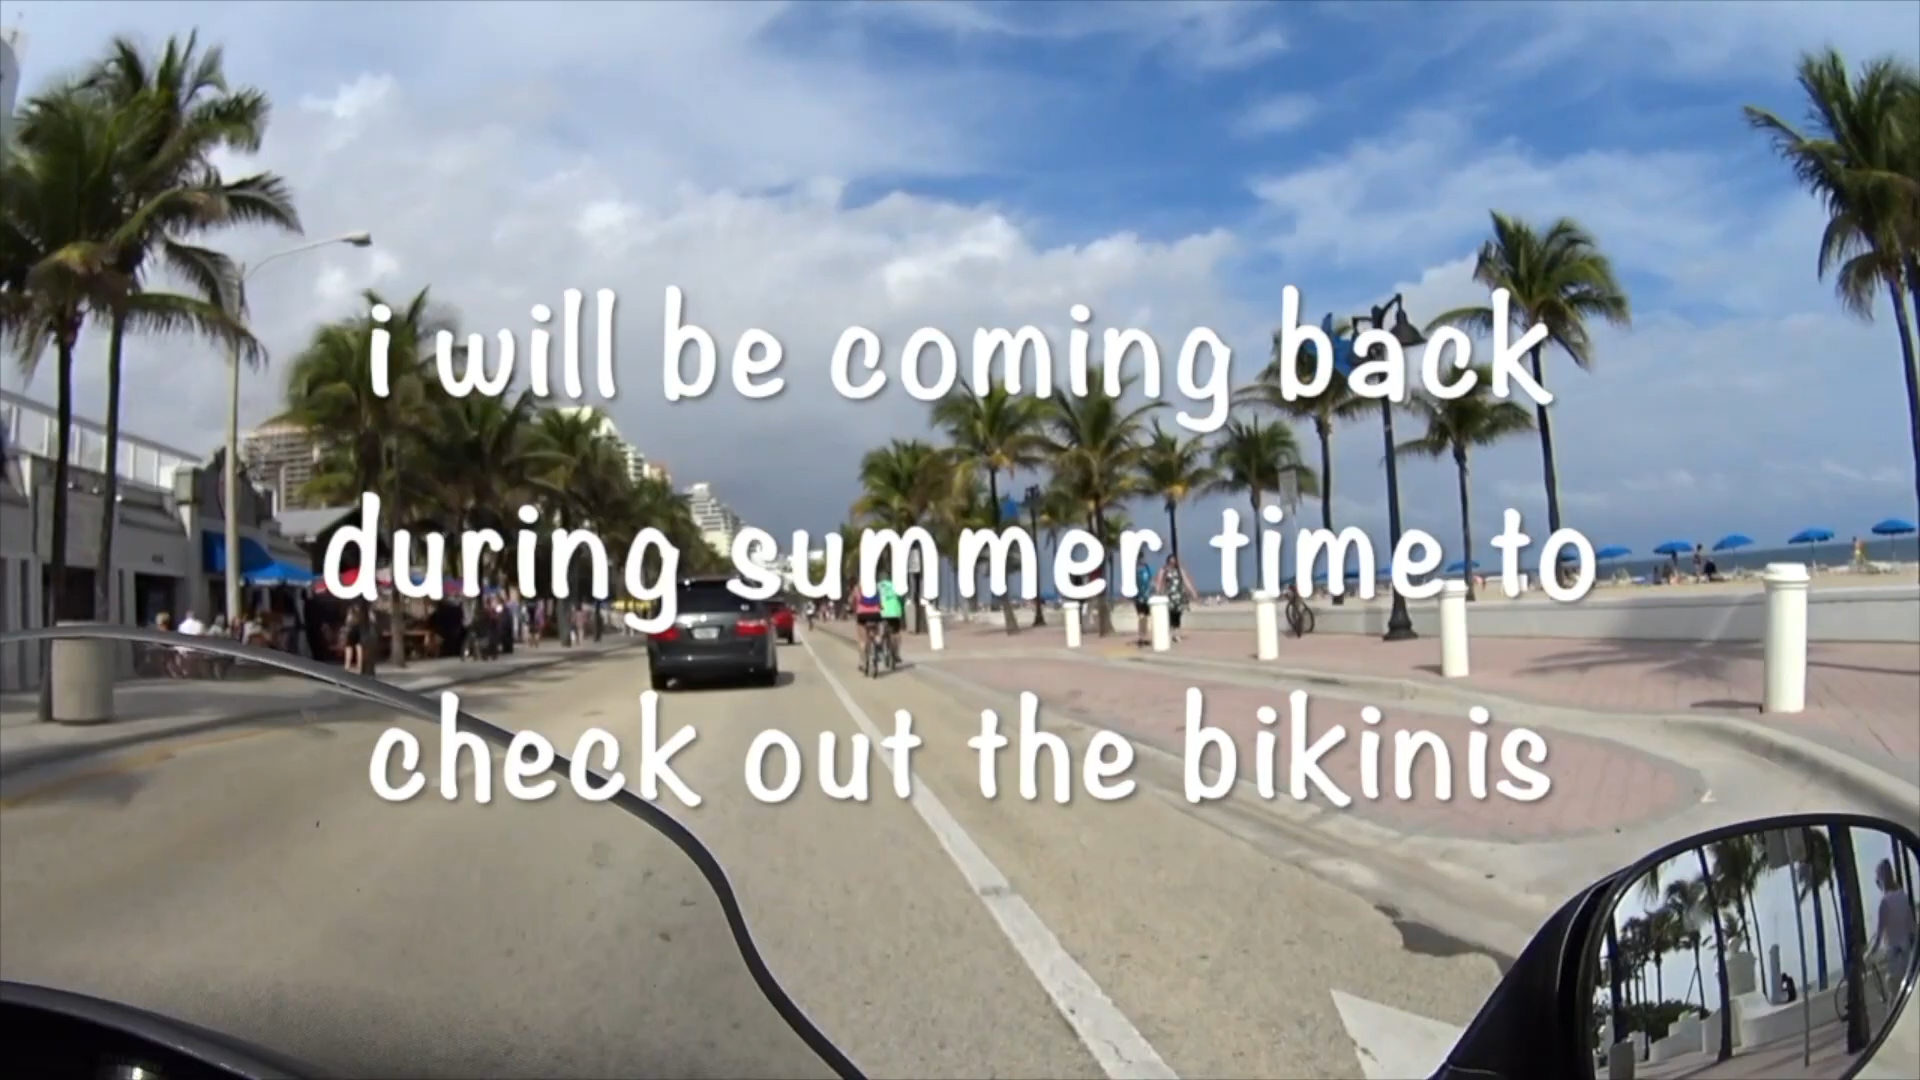 i will be coming back
during summer time to
check out the bikinis